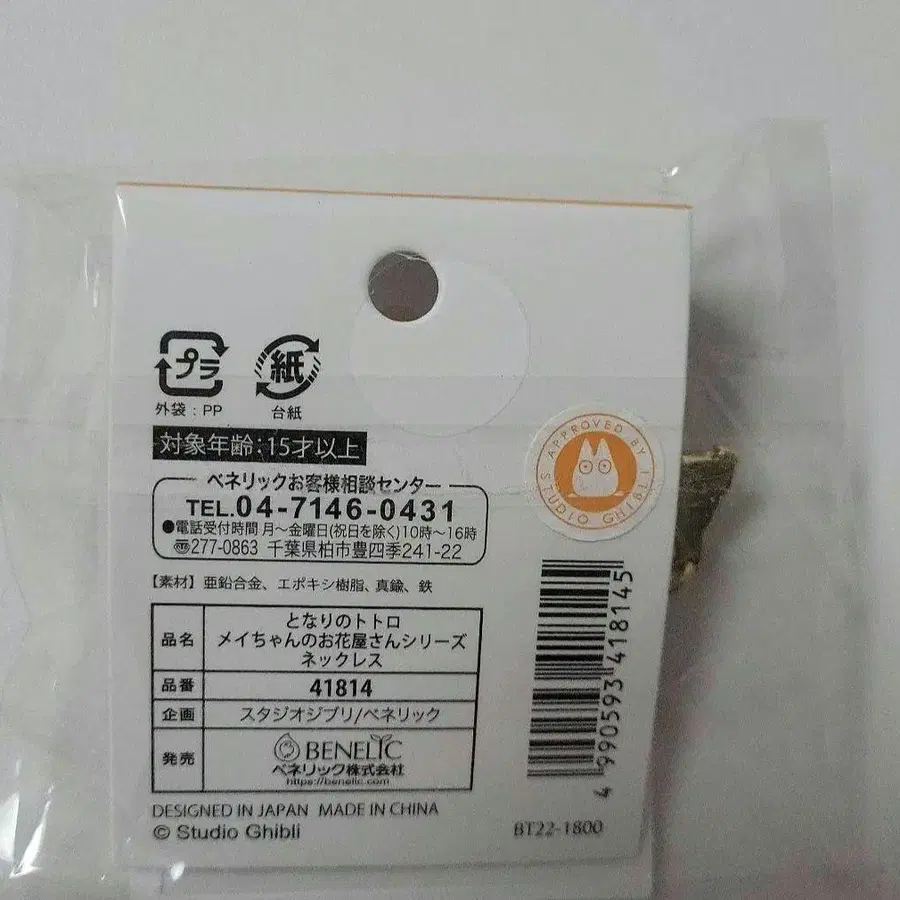 プラ
紙
外袋：PP
台紙
対象年齢：15才以上
APPROVED BY
STUDIO GHIBLI
ベネリックお客様相談センター
TEL.04-7146-0431
●電話受付時間 月～金曜日(祝日を除く)10時～16時
〒277-0863 千葉県柏市豊四季241-22
【素材】亜鉛合金、エポキシ樹脂、真鍮、鉄
品名
となりのトトロ
メイちゃんのお花屋さんシリーズ
ネックレス
品番 41814
企画 スタジオジブリ/ベネリック
発売
BENELIC
ベネリック株式会社
https://benelic.com
4 990593 418145
DESIGNED IN JAPAN MADE IN CHINA
© Studio Ghibli
BT22-1800